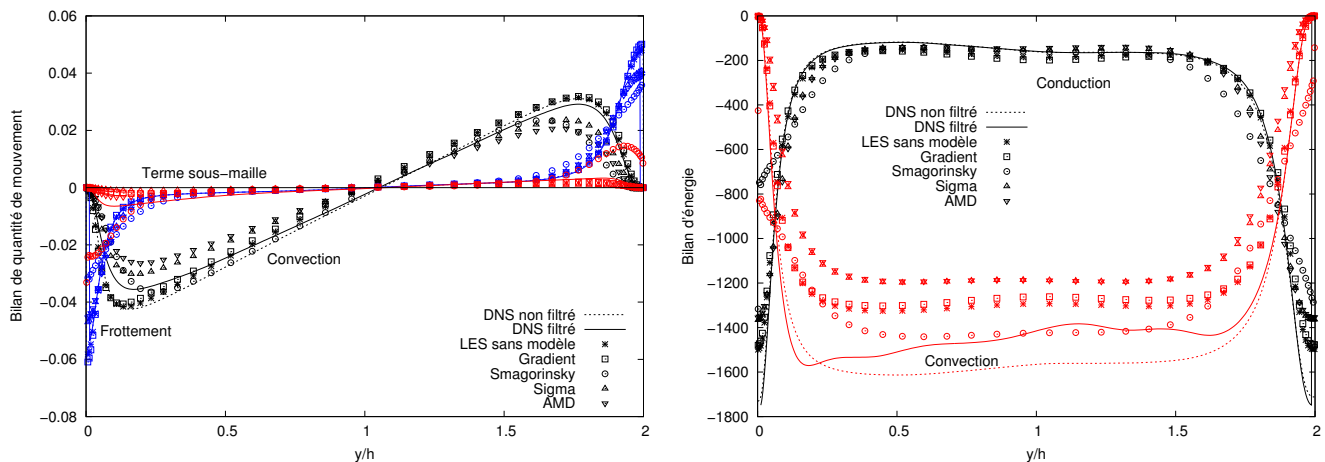 0.06
0.04
0.02
0
−0.02
−0.04
−0.06
−0.08
0
0.5
1
1.5
2
Bilan de quantité de mouvement
y/h
Terme sous−maille
Convection
Frottement
DNS non filtré
DNS filtré
LES sans modèle
Gradient
Smagorinsky
Sigma
AMD
0
−200
−400
−600
−800
−1000
−1200
−1400
−1600
−1800
0
0.5
1
1.5
2
Bilan d'énergie
y/h
Conduction
DNS non filtré
DNS filtré
LES sans modèle
Gradient
Smagorinsky
Sigma
AMD
Convection